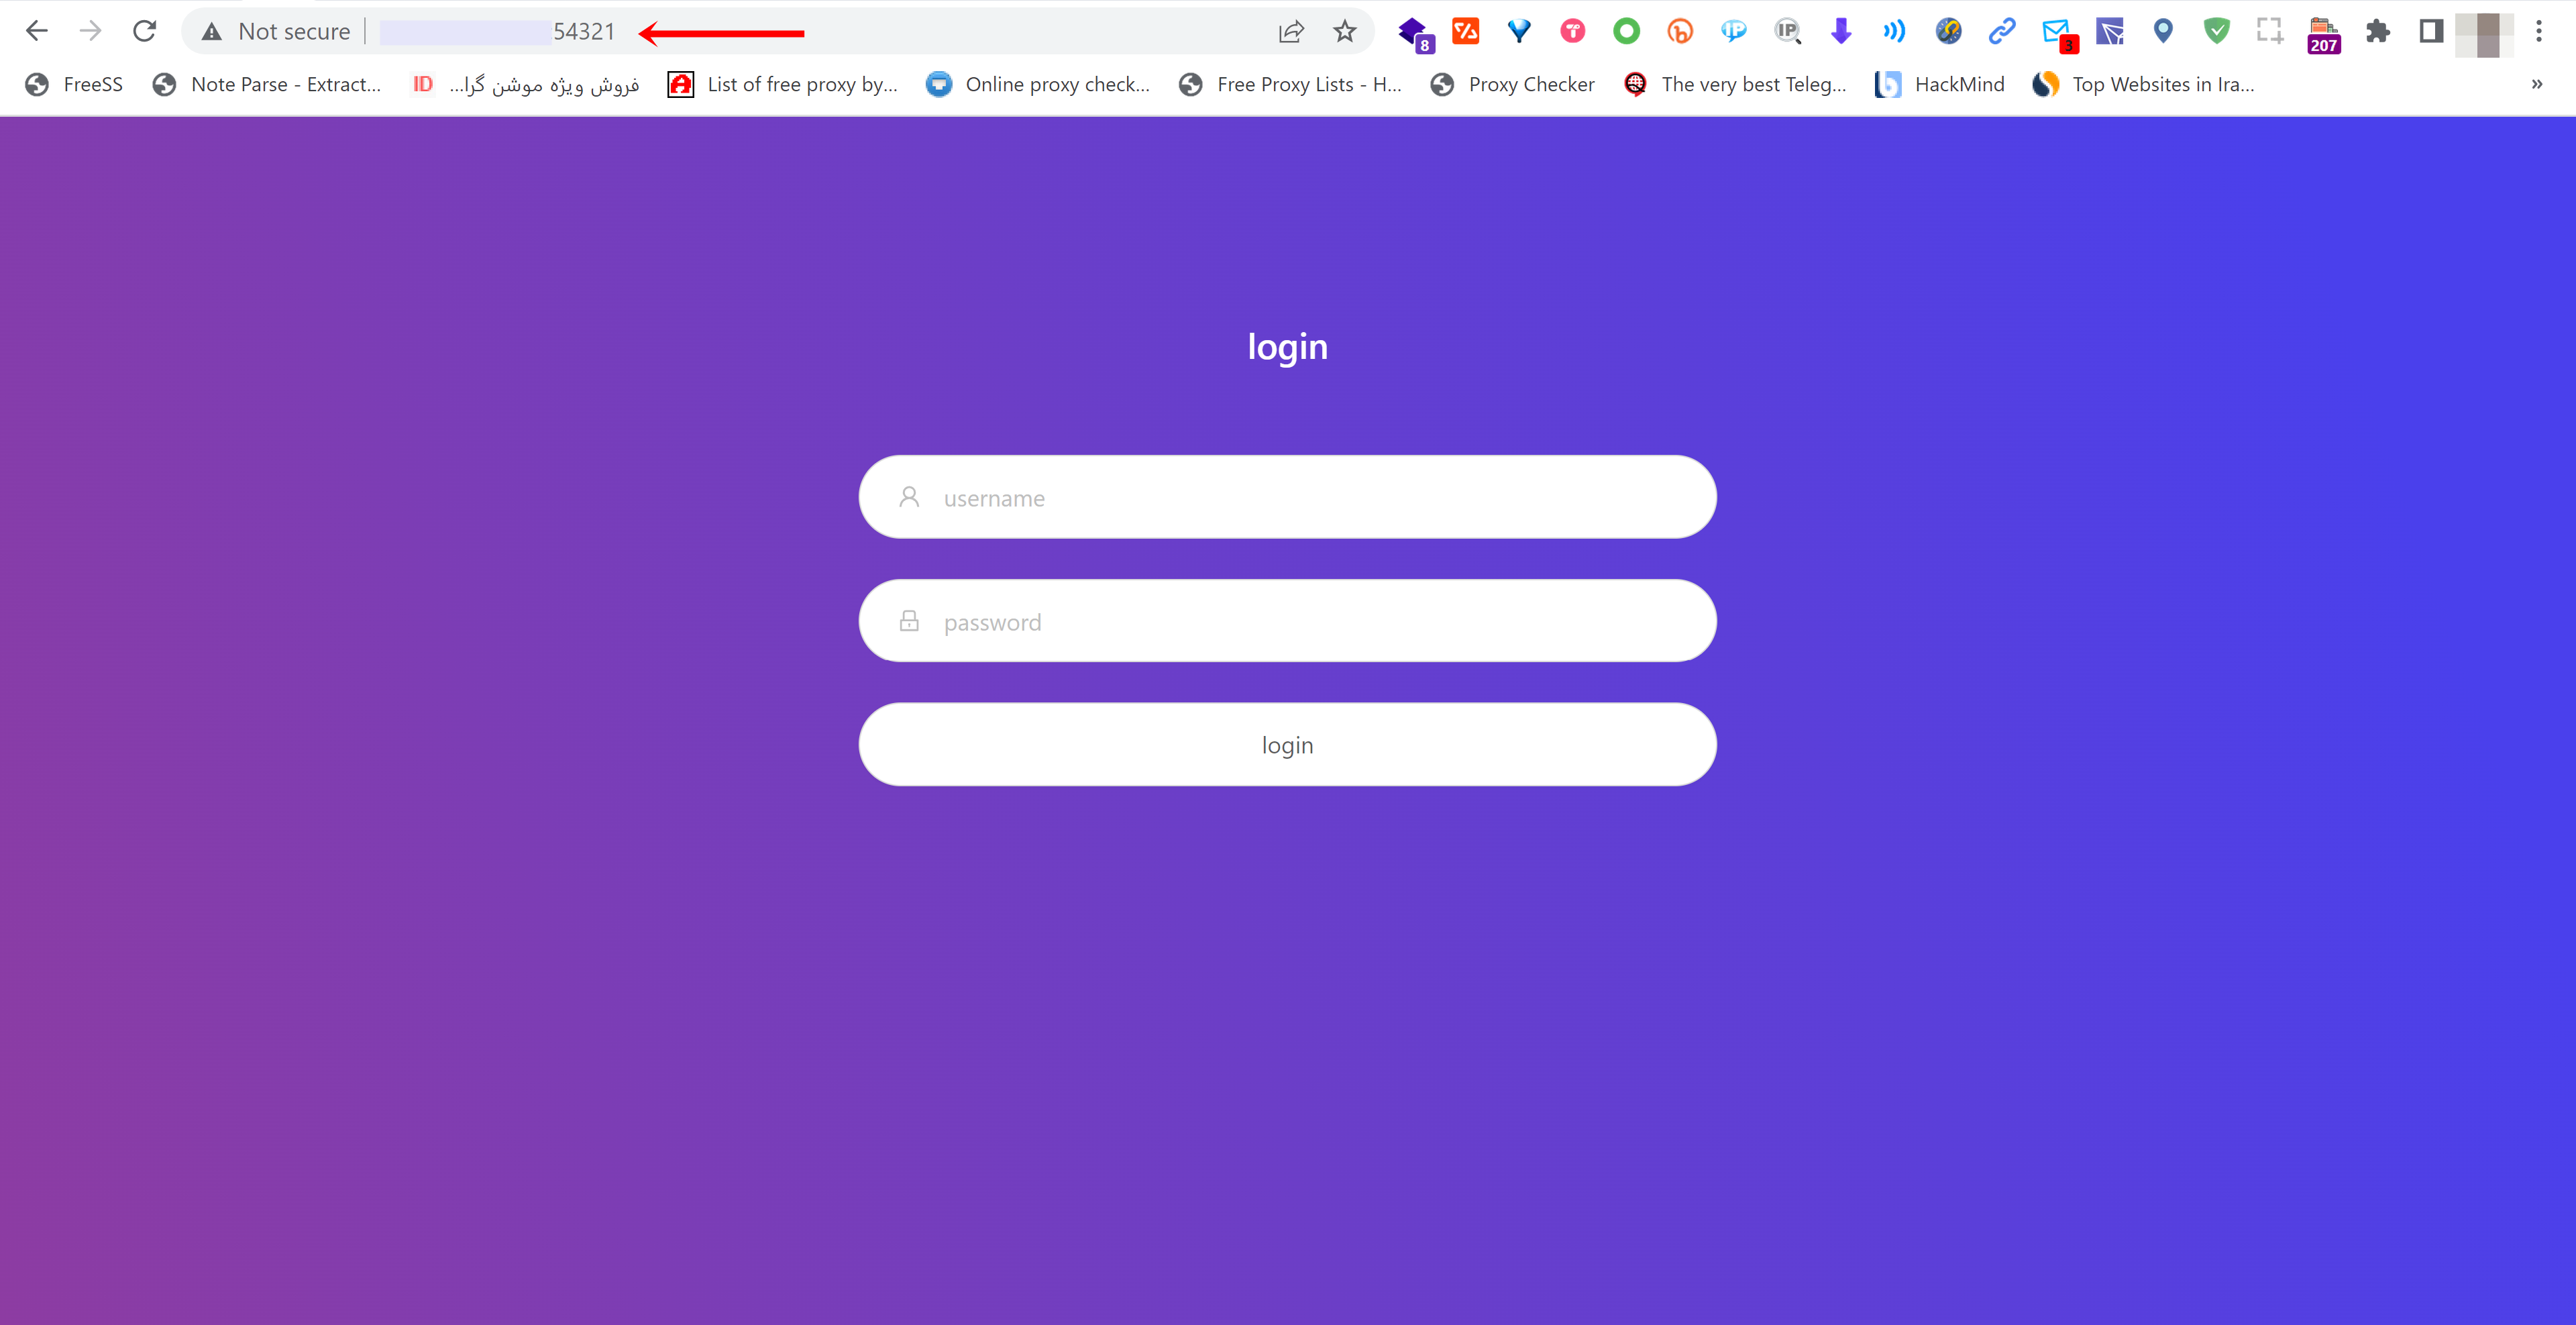 Not secure 54321
8 3 207
FreeSS Note Parse - Extract... ID فروش ویژه موشن گرا... List of free proxy by... Online proxy check... Free Proxy Lists - H... Proxy Checker The very best Teleg... HackMind Top Websites in Ira... »
login
username
password
login